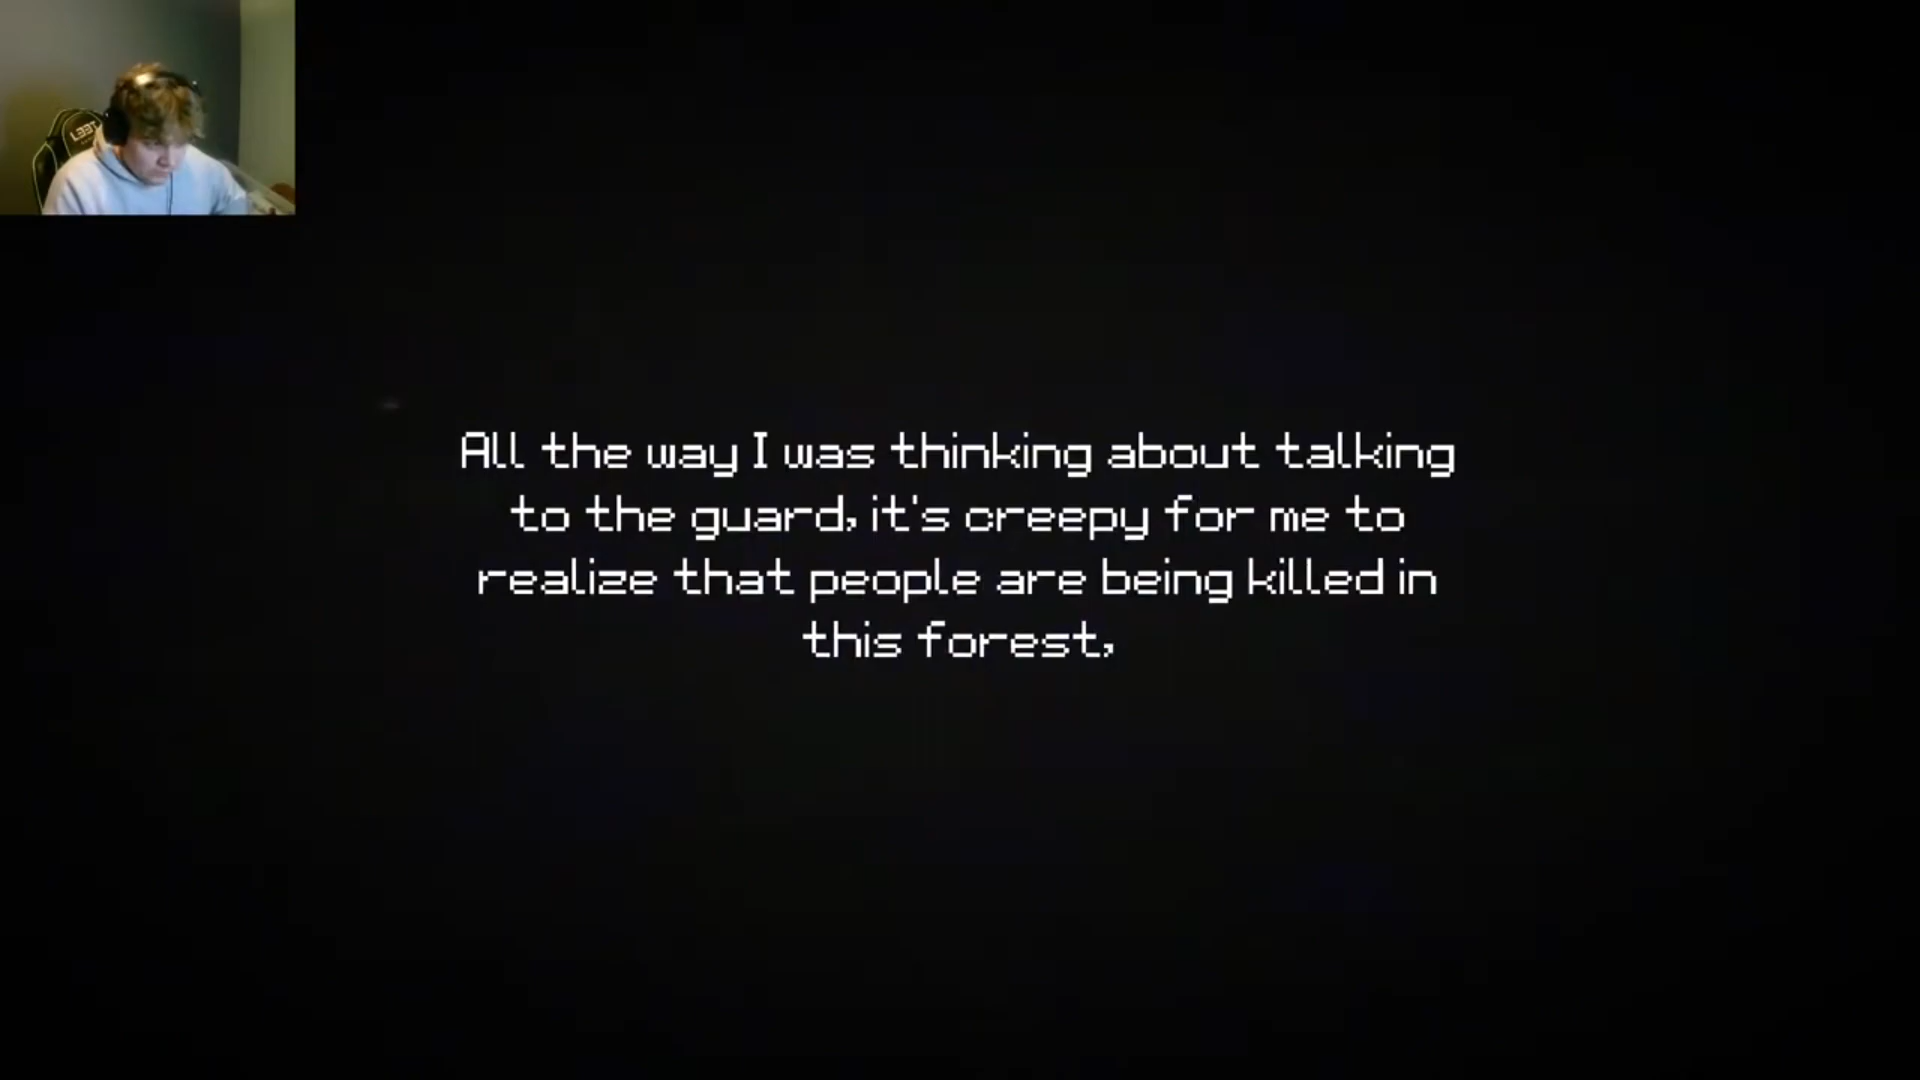 L33T
All the way I was thinking about talking
to the guard, it's creepy for me to
realize that people are being killed in
this forest,